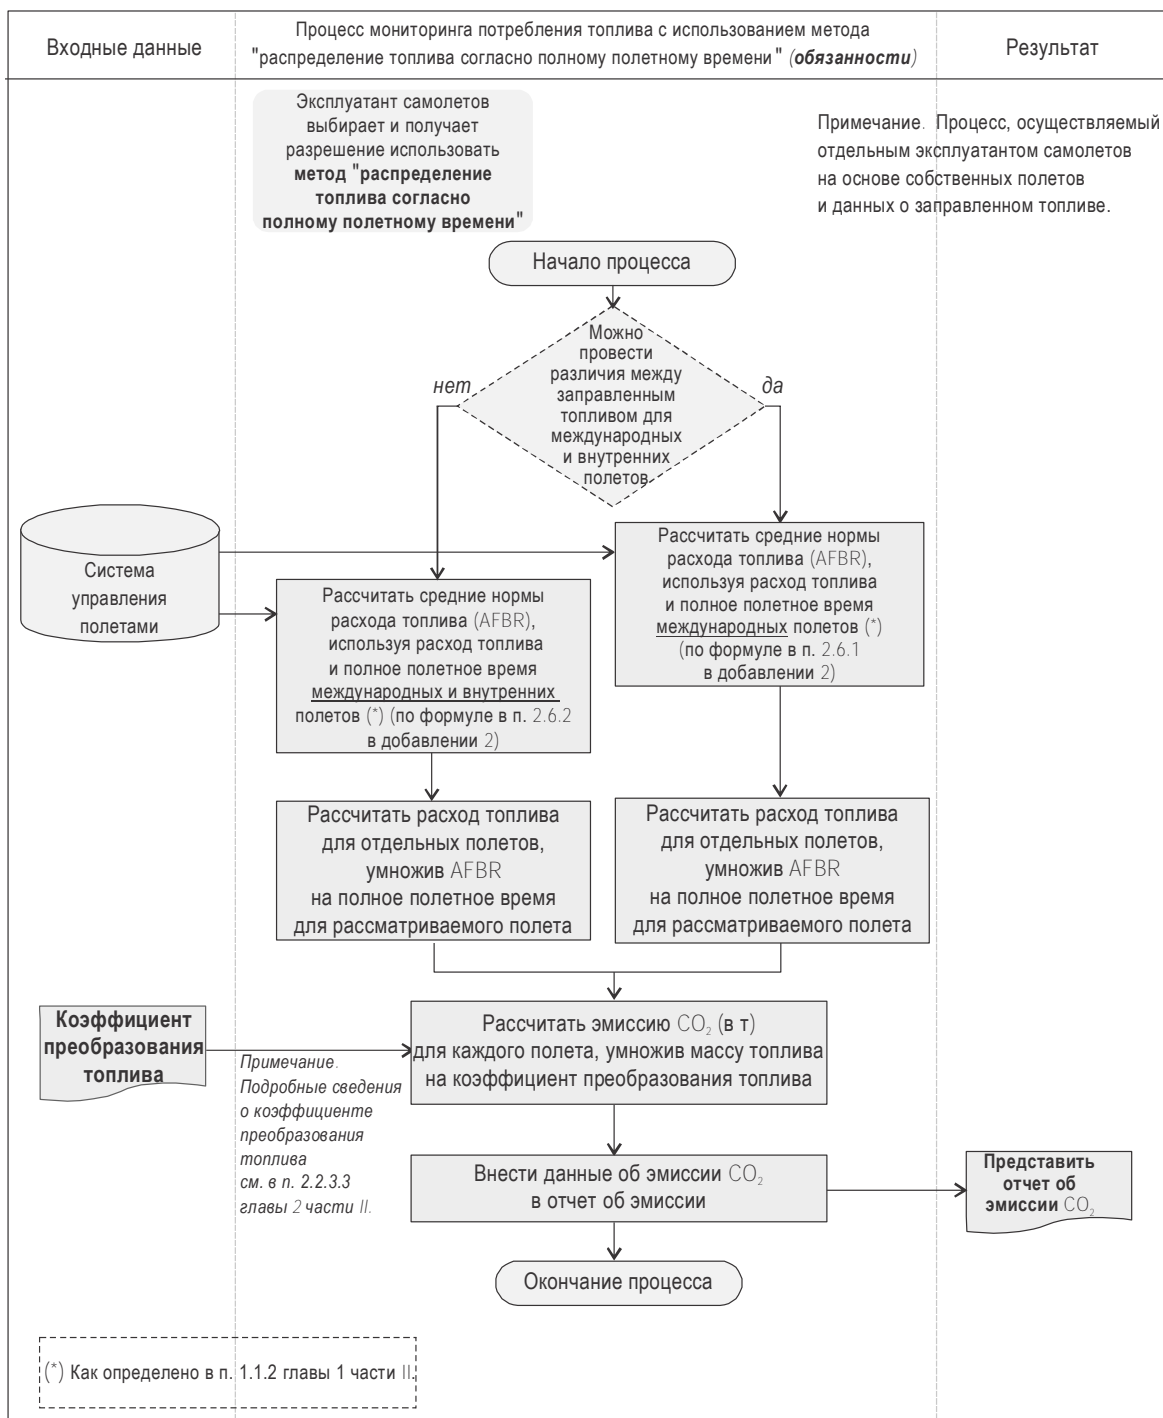 Входные данные
Процесс мониторинга потребления топлива с использованием метода
"распределение топлива согласно полному полетному времени" (обязанности)
Результат
Эксплуатант самолетов
выбирает и получает
разрешение использовать
метод "распределение
топлива согласно
полному полетному времени"
Примечание. Процесс, осуществляемый
отдельным эксплуатантом самолетов
на основе собственных полетов
и данных о заправленном топливе.
Начало процесса
Можно
провести
различия между
заправленным
топливом для
международных
и внутренних
полетов
нет
да
Система
управления
полетами
Рассчитать средние нормы
расхода топлива (AFBR),
используя расход топлива
и полное полетное время
международных и внутренних
полетов (*) (по формуле в п. 2.6.2
в добавлении 2)
Рассчитать средние нормы
расхода топлива (AFBR),
используя расход топлива
и полное полетное время
международных полетов (*)
(по формуле в п. 2.6.1
в добавлении 2)
Рассчитать расход топлива
для отдельных полетов,
умножив AFBR
на полное полетное время
для рассматриваемого полета
Рассчитать расход топлива
для отдельных полетов,
умножив AFBR
на полное полетное время
для рассматриваемого полета
Коэффициент
преобразования
топлива
Примечание.
Подробные сведения
о коэффициенте
преобразования
топлива
см. в п. 2.2.3.3
главы 2 части II.
Рассчитать эмиссию CO₂ (в т)
для каждого полета, умножив массу топлива
на коэффициент преобразования топлива
Внести данные об эмиссии CO₂
в отчет об эмиссии
Представить
отчет об
эмиссии CO₂
Окончание процесса
(*) Как определено в п. 1.1.2 главы 1 части II.